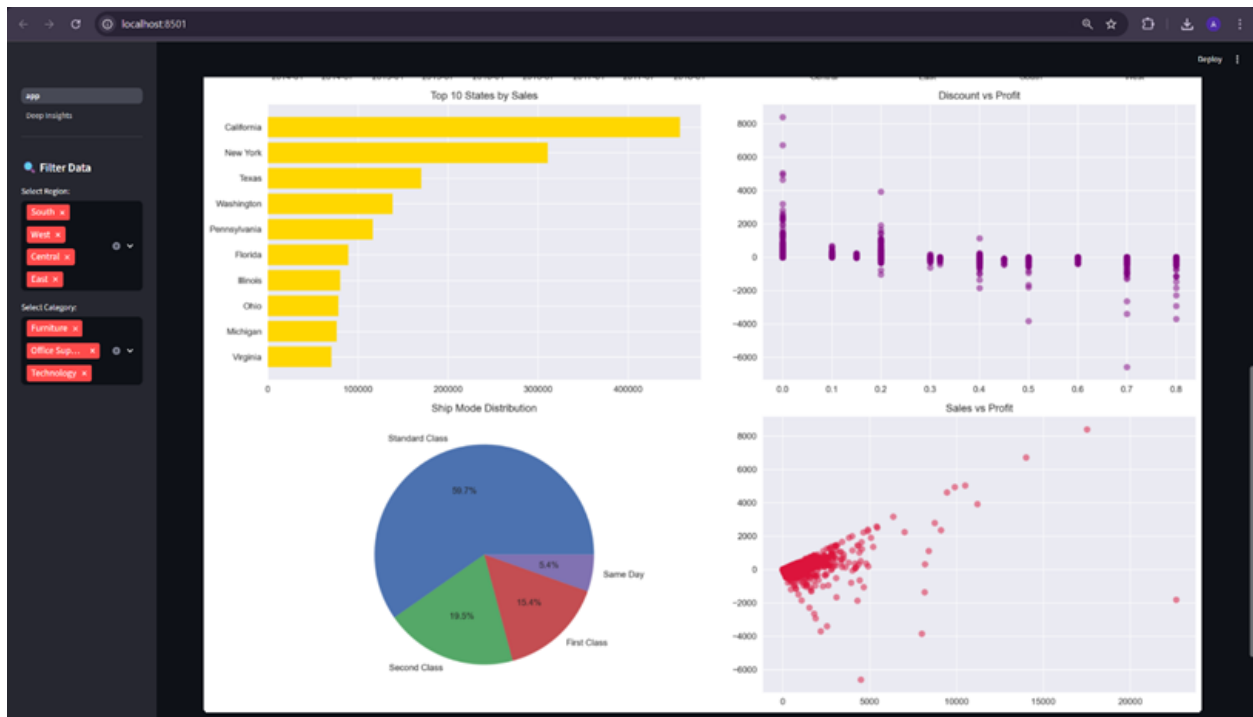 localhost:8501
Deploy
app
Deep Insights
Filter Data
Select Region:
South ×
West ×
Central ×
East ×
Select Category:
Furniture ×
Office Sup... ×
Technology ×
Top 10 States by Sales
California
New York
Texas
Washington
Pennsylvania
Florida
Illinois
Ohio
Michigan
Virginia
0 100000 200000 300000 400000
Discount vs Profit
8000
6000
4000
2000
0
−2000
−4000
−6000
0.0 0.1 0.2 0.3 0.4 0.5 0.6 0.7 0.8
Ship Mode Distribution
Standard Class
59.7%
5.4%
Same Day
15.4%
19.5%
First Class
Second Class
Sales vs Profit
8000
6000
4000
2000
0
−2000
−4000
−6000
0 5000 10000 15000 20000